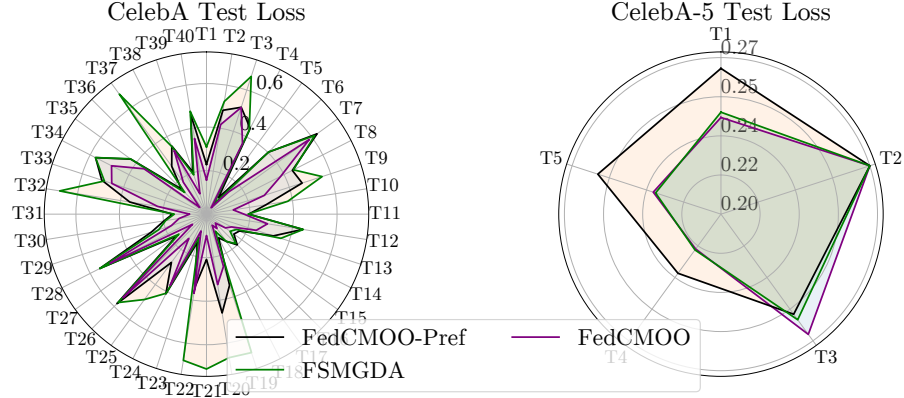 CelebA Test Loss
T1
T2
T3
T4
T5
T6
T7
T8
T9
T10
T11
T12
T13
T14
T15
T17
T18
T19
T20
T21
T22
T23
T24
T25
T26
T27
T28
T29
T30
T31
T32
T33
T34
T35
T36
T37
T38
T39
T40
0.2
0.4
0.6
CelebA-5 Test Loss
T1
T2
T3
T4
T5
0.20
0.22
0.24
0.25
0.27
FedCMOO-Pref
FSMGDA
FedCMOO